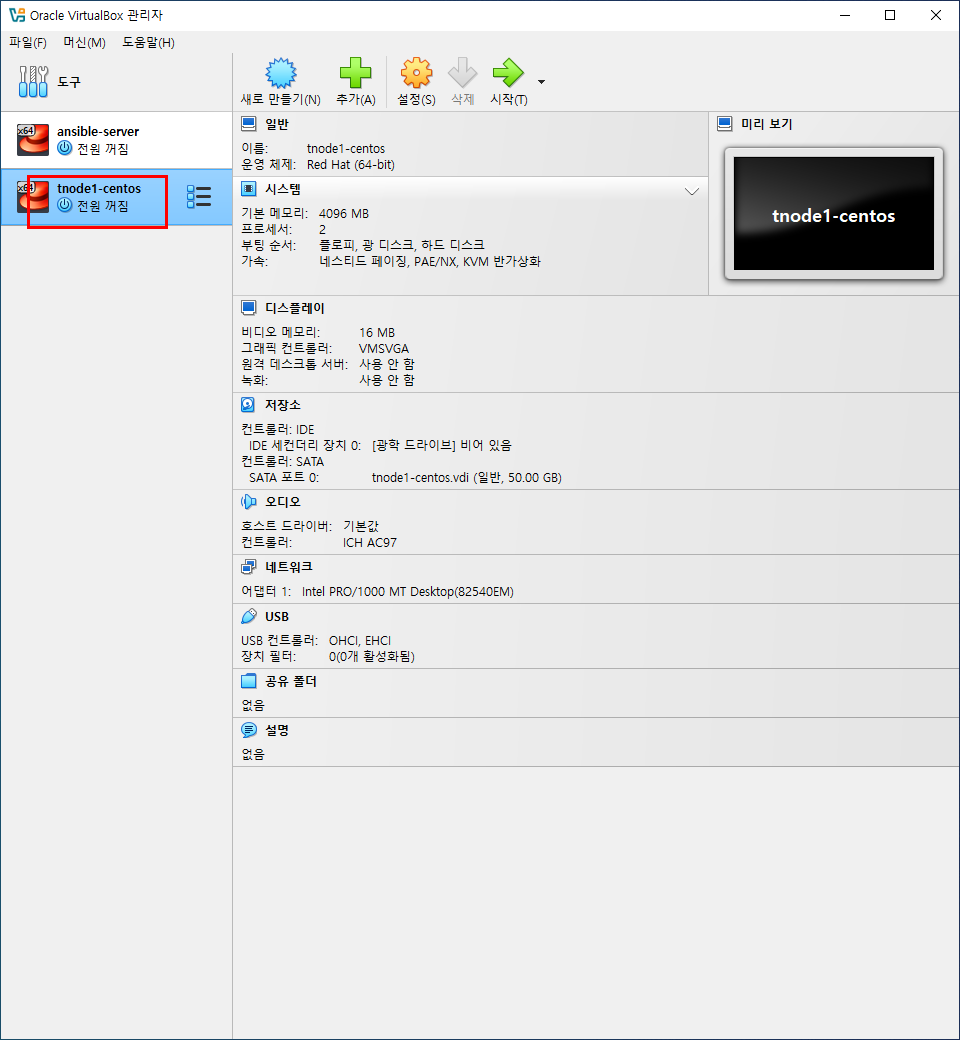 Oracle VirtualBox 관리자
파일(F) 머신(M) 도움말(H)
도구
새로 만들기(N) 추가(A) 설정(S) 삭제 시작(T)
x64 ansible-server
전원 꺼짐
x64 tnode1-centos
전원 꺼짐
일반
이름: tnode1-centos
운영 체제: Red Hat (64-bit)
미리 보기
tnode1-centos
시스템
기본 메모리: 4096 MB
프로세서: 2
부팅 순서: 플로피, 광 디스크, 하드 디스크
가속: 네스티드 페이징, PAE/NX, KVM 반가상화
디스플레이
비디오 메모리: 16 MB
그래픽 컨트롤러: VMSVGA
원격 데스크톱 서버: 사용 안 함
녹화: 사용 안 함
저장소
컨트롤러: IDE
IDE 세컨더리 장치 0: [광학 드라이브] 비어 있음
컨트롤러: SATA
SATA 포트 0: tnode1-centos.vdi (일반, 50.00 GB)
오디오
호스트 드라이버: 기본값
컨트롤러: ICH AC97
네트워크
어댑터 1: Intel PRO/1000 MT Desktop(82540EM)
USB
USB 컨트롤러: OHCI, EHCI
장치 필터: 0(0개 활성화됨)
공유 폴더
없음
설명
없음